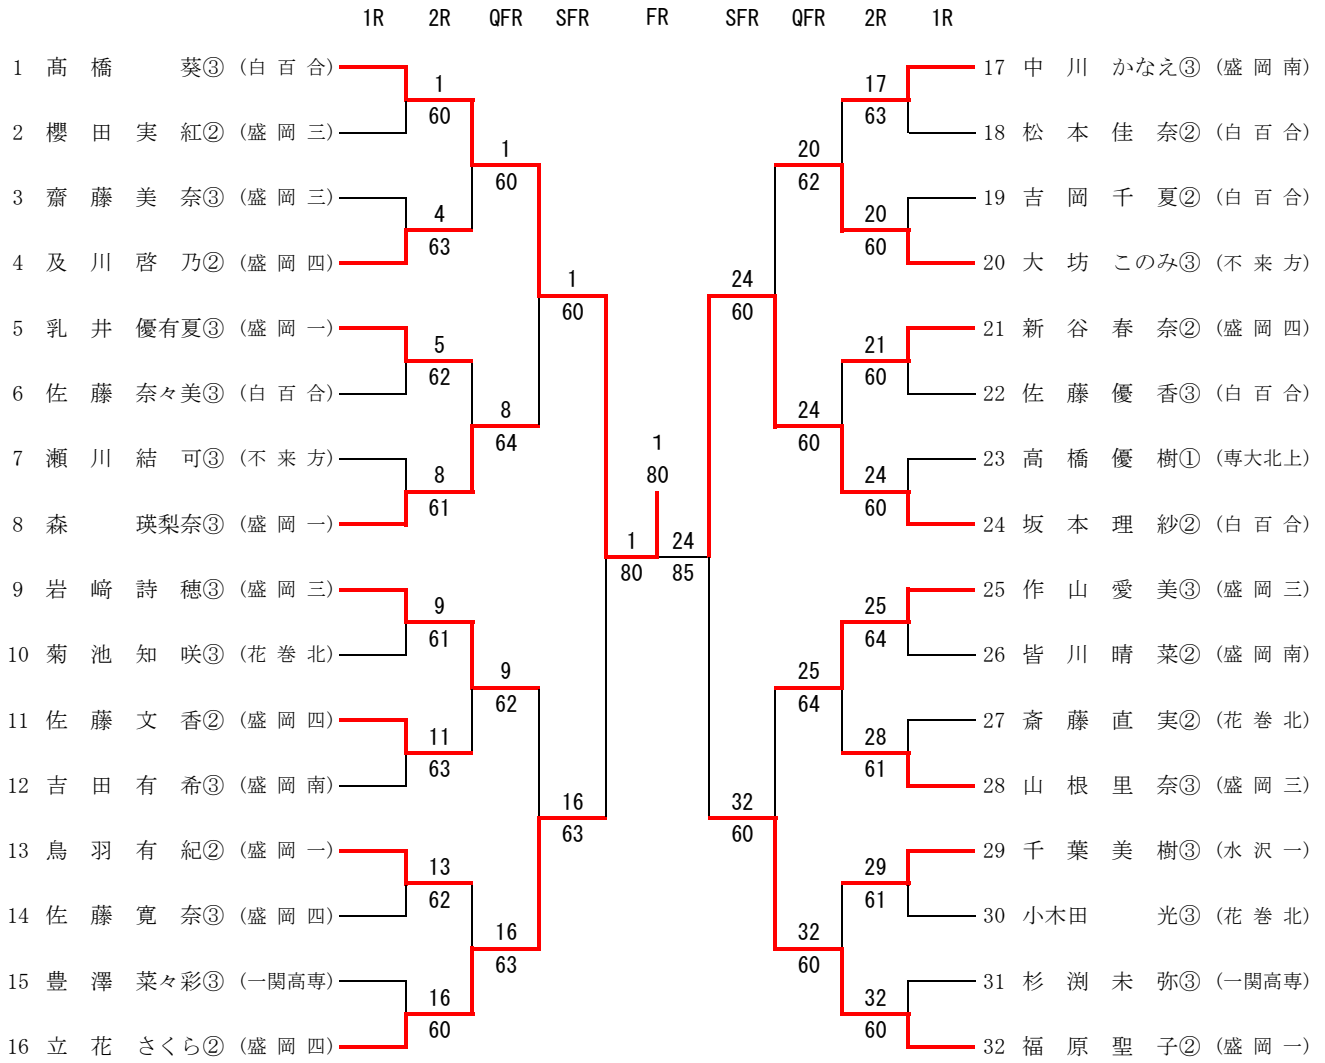 1R 2R QFR SFR FR SFR QFR 2R 1R
1 髙橋 葵③ (白百合)
2 櫻田実紅② (盛岡三)
3 齋藤美奈③ (盛岡三)
4 及川啓乃② (盛岡四)
5 乳井優有夏③ (盛岡一)
6 佐藤奈々美③ (白百合)
7 瀬川結可③ (不来方)
8 森 瑛梨奈③ (盛岡一)
9 岩﨑詩穂③ (盛岡三)
10 菊池知咲③ (花巻北)
11 佐藤文香② (盛岡四)
12 吉田有希③ (盛岡南)
13 鳥羽有紀② (盛岡一)
14 佐藤寛奈③ (盛岡四)
15 豊澤菜々彩③ (一関高専)
16 立花さくら② (盛岡四)
1
60
4
63
5
62
8
61
9
61
11
63
13
62
16
60
1
60
8
64
9
62
16
63
1
60
16
63
1
80
1
80
24
85
24
60
32
60
20
62
24
60
25
64
32
60
17
63
20
60
21
60
24
60
25
64
28
61
29
61
32
60
17 中川かなえ③ (盛岡南)
18 松本佳奈② (白百合)
19 吉岡千夏② (白百合)
20 大坊このみ③ (不来方)
21 新谷春奈② (盛岡四)
22 佐藤優香③ (白百合)
23 高橋優樹① (専大北上)
24 坂本理紗② (白百合)
25 作山愛美③ (盛岡三)
26 皆川晴菜② (盛岡南)
27 斎藤直実② (花巻北)
28 山根里奈③ (盛岡三)
29 千葉美樹③ (水沢一)
30 小木田 光③ (花巻北)
31 杉渕未弥③ (一関高専)
32 福原聖子② (盛岡一)